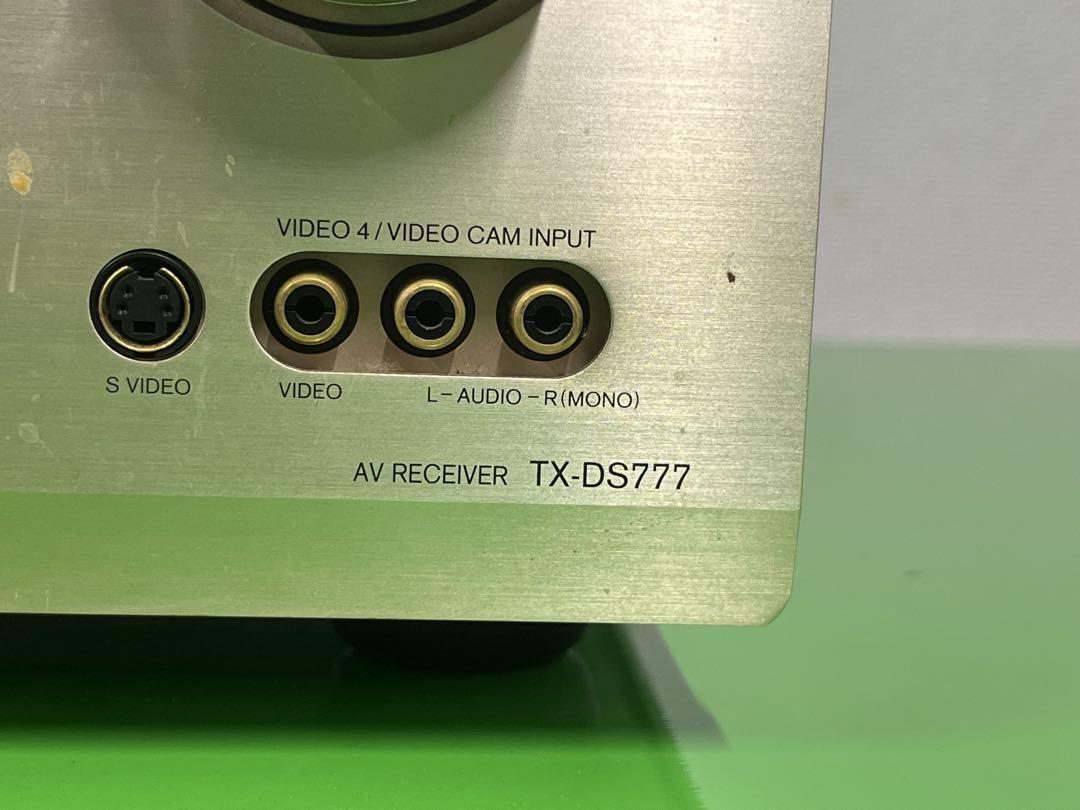 VIDEO 4 / VIDEO CAM INPUT
S VIDEO
VIDEO
L - AUDIO - R (MONO)
AV RECEIVER TX-DS777